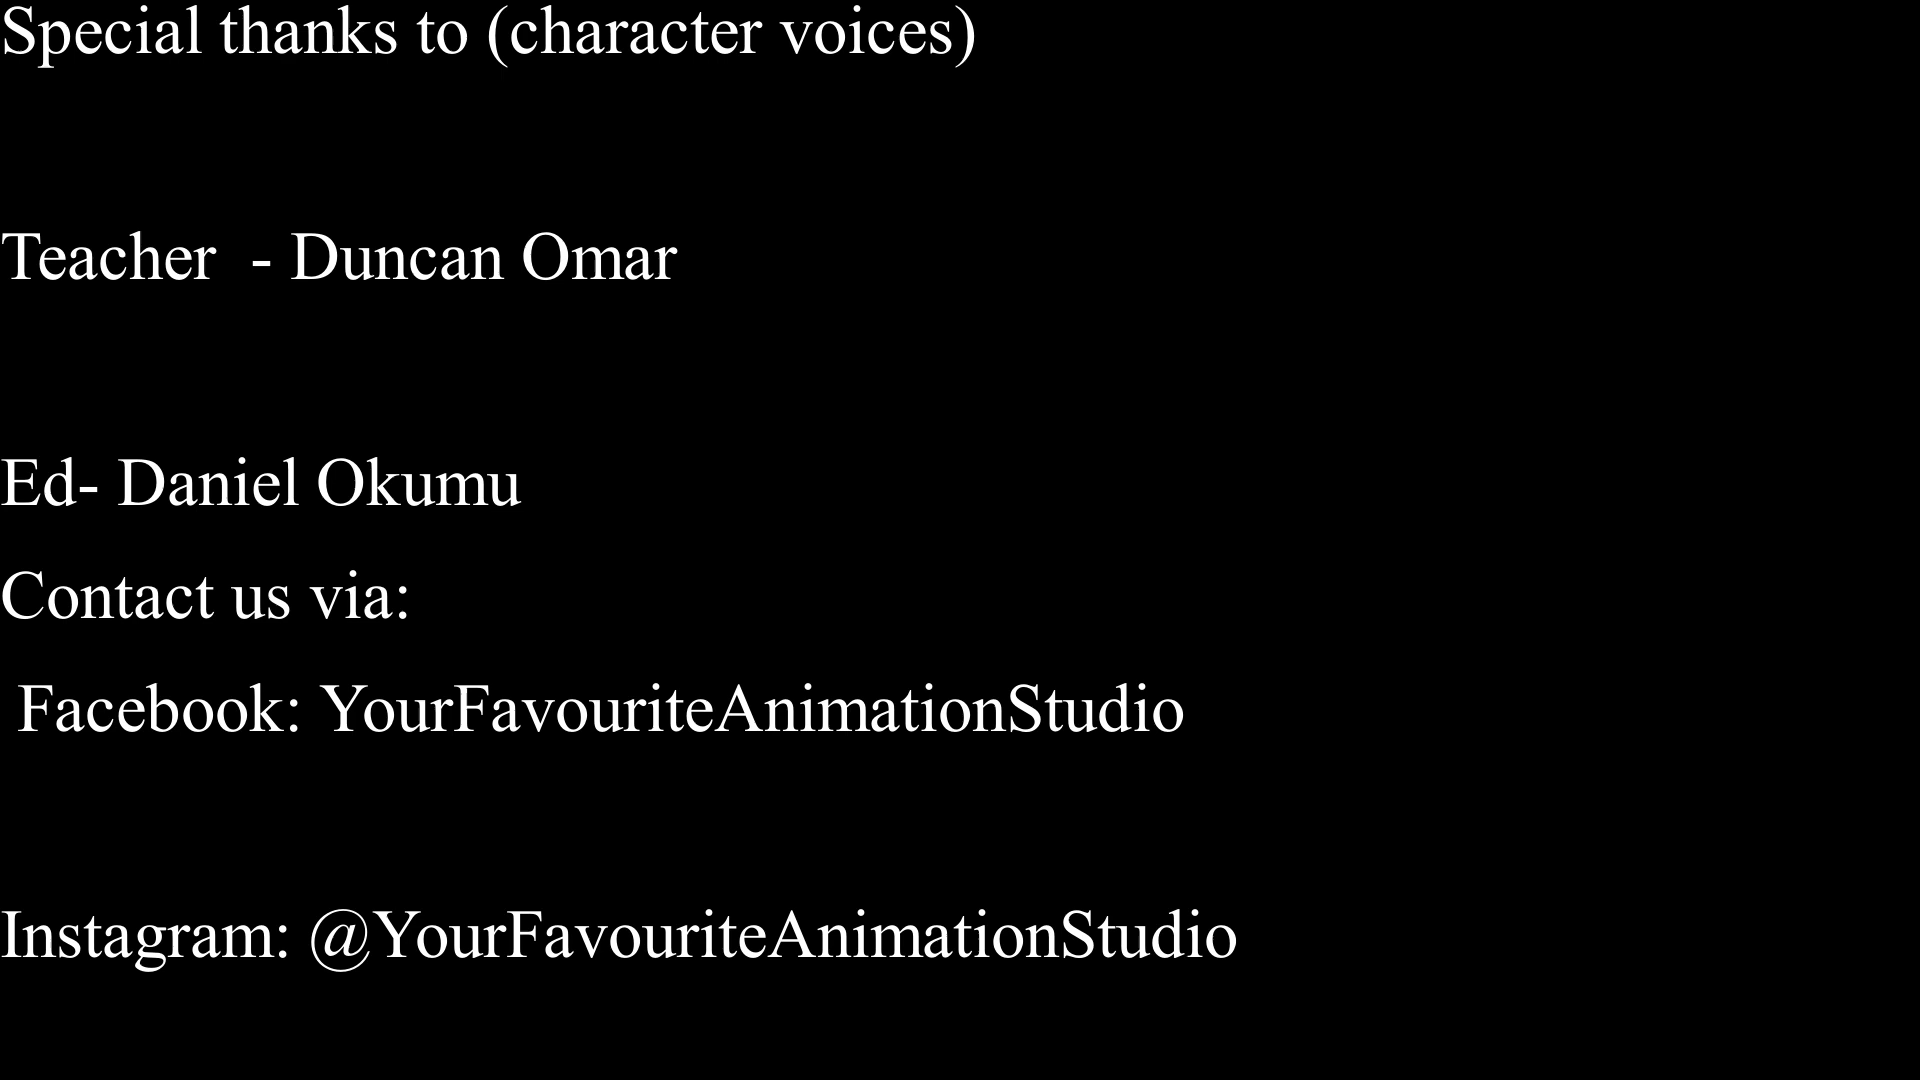 Special thanks to (character voices)
Teacher  - Duncan Omar
Ed- Daniel Okumu
Contact us via:
Facebook: YourFavouriteAnimationStudio
Instagram: @YourFavouriteAnimationStudio